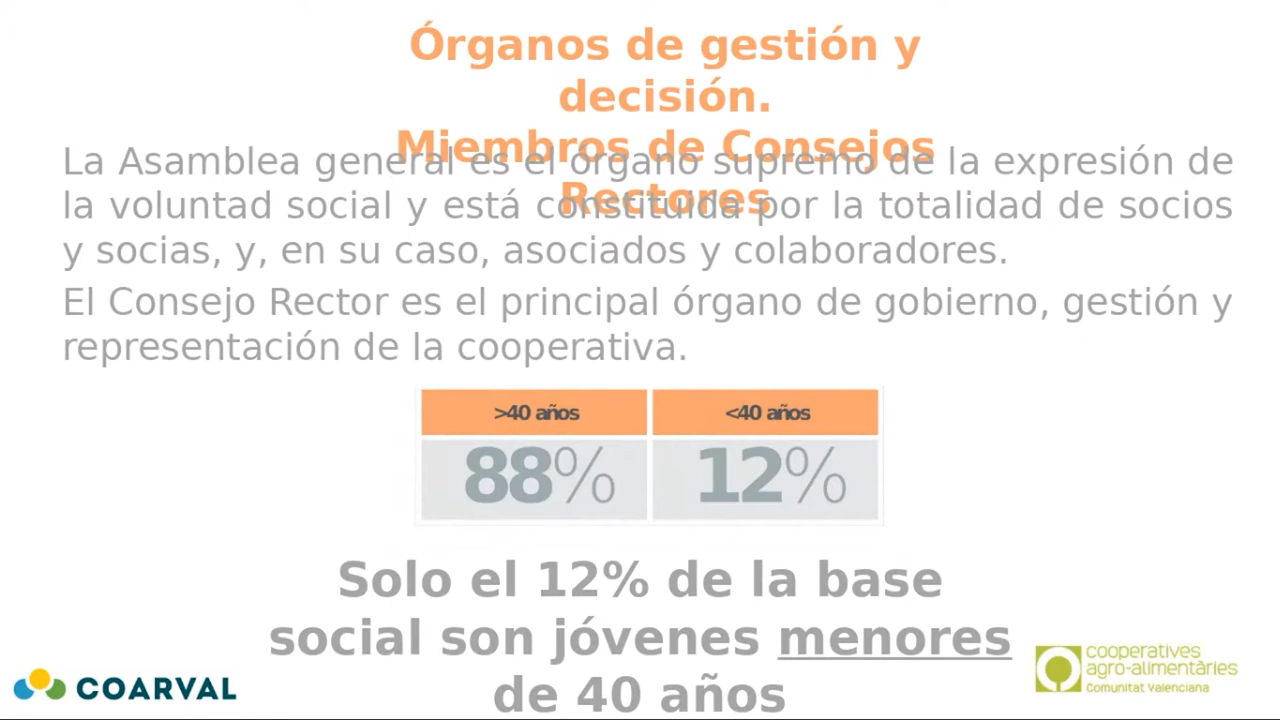 Órganos de gestión y
decisión.
Miembros de Consejos
Rectores
La Asamblea general es el órgano supremo de la expresión de
la voluntad social y está constituida por la totalidad de socios
y socias, y, en su caso, asociados y colaboradores.
El Consejo Rector es el principal órgano de gobierno, gestión y
representación de la cooperativa.
>40 años <40 años
88% 12%
Solo el 12% de la base
social son jóvenes menores
de 40 años
COARVAL
cooperatives
agro-alimentàries
Comunitat Valenciana